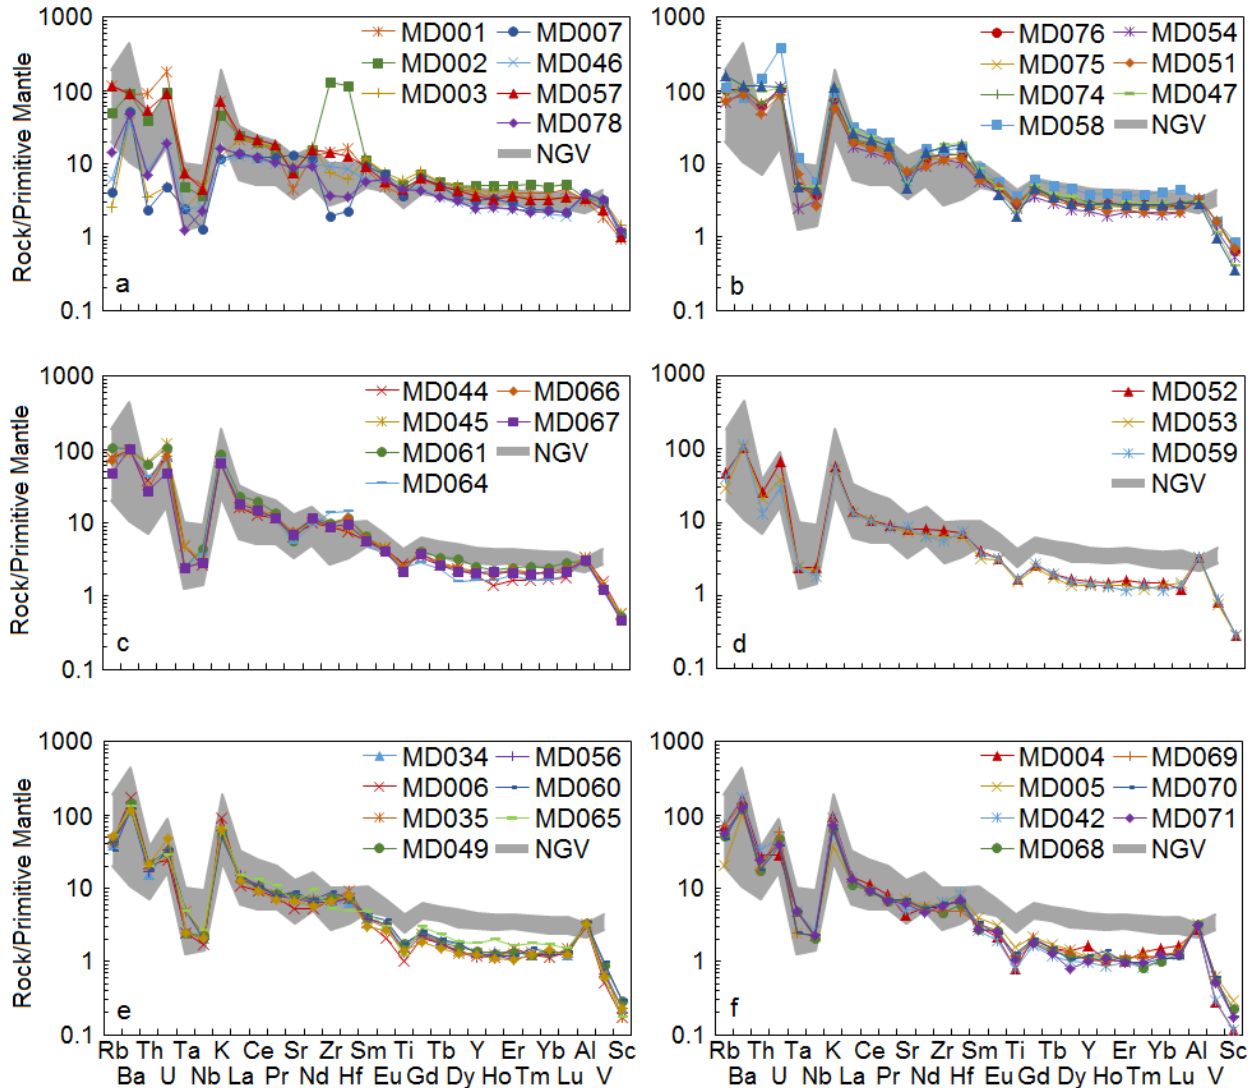 1000
100
10
1
0.1
Rock/Primitive Mantle
MD001 MD007
MD002 MD046
MD003 MD057
MD078
NGV
a
1000
100
10
1
0.1
Rock/Primitive Mantle
MD076 MD054
MD075 MD051
MD074 MD047
MD058 NGV
b
1000
100
10
1
0.1
Rock/Primitive Mantle
MD044 MD066
MD045 MD067
MD061 NGV
MD064
c
1000
100
10
1
0.1
MD052
MD053
MD059
NGV
d
1000
100
10
1
0.1
Rock/Primitive Mantle
MD034 MD056
MD006 MD060
MD035 MD065
MD049 NGV
e
Rb Th Ta K Ce Sr Zr Sm Ti Tb Y Er Yb Al Sc
Ba U Nb La Pr Nd Hf Eu Gd Dy Ho Tm Lu V
1000
100
10
1
0.1
MD004 MD069
MD005 MD070
MD042 MD071
MD068 NGV
f
Rb Th Ta K Ce Sr Zr Sm Ti Tb Y Er Yb Al Sc
Ba U Nb La Pr Nd Hf Eu Gd Dy Ho Tm Lu V